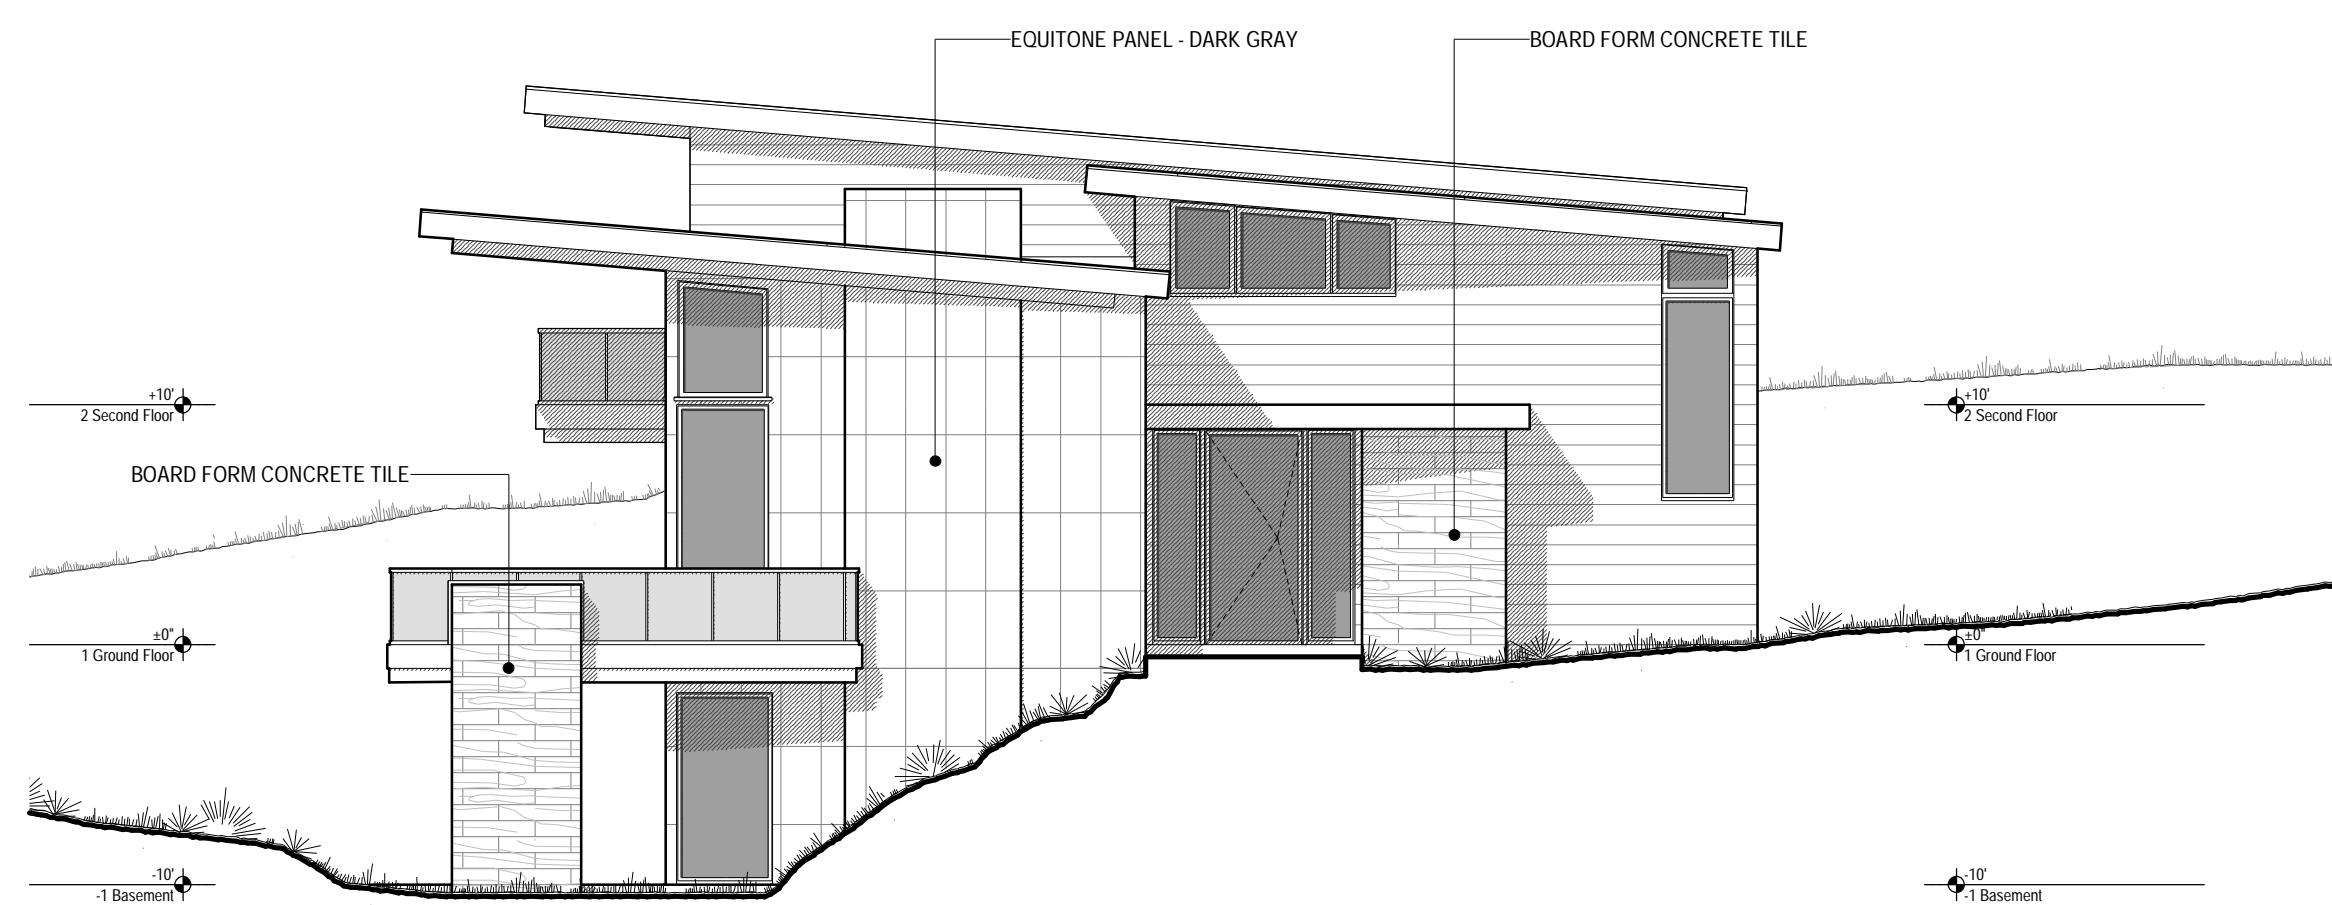 EQUITONE PANEL - DARK GRAY
BOARD FORM CONCRETE TILE
+10'
2 Second Floor
+10'
2 Second Floor
BOARD FORM CONCRETE TILE
±0"
1 Ground Floor
±0"
1 Ground Floor
-10'
-1 Basement
-10'
-1 Basement